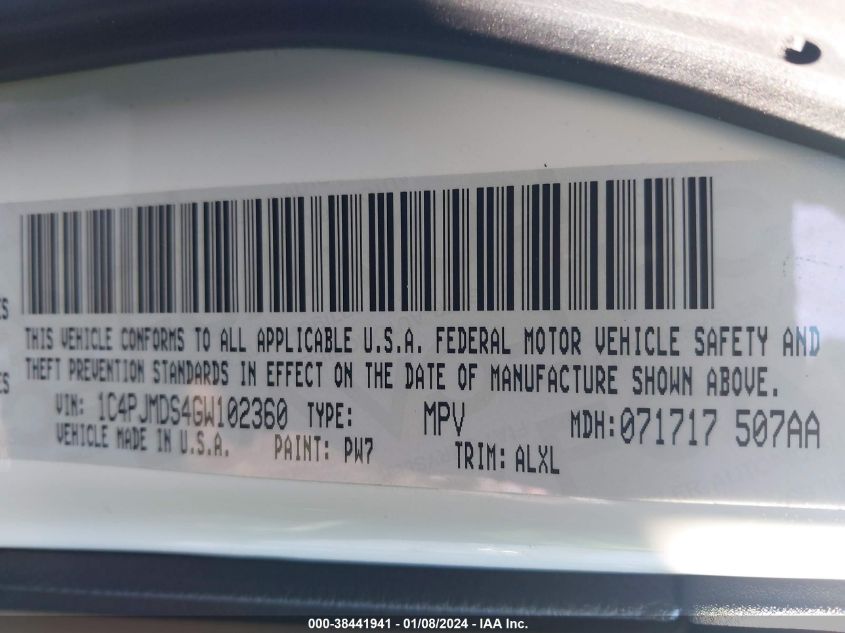 ES
THIS VEHICLE CONFORMS TO ALL APPLICABLE U.S.A. FEDERAL MOTOR VEHICLE SAFETY AND
ES
THEFT PREVENTION STANDARDS IN EFFECT ON THE DATE OF MANUFACTURE SHOWN ABOVE.
VIN: 1C4PJMDS4GW102360 TYPE: MPV MDH:071717 507AA
VEHICLE MADE IN U.S.A. PAINT: PW7 TRIM: ALXL
000-38441941 - 01/08/2024 - IAA Inc.